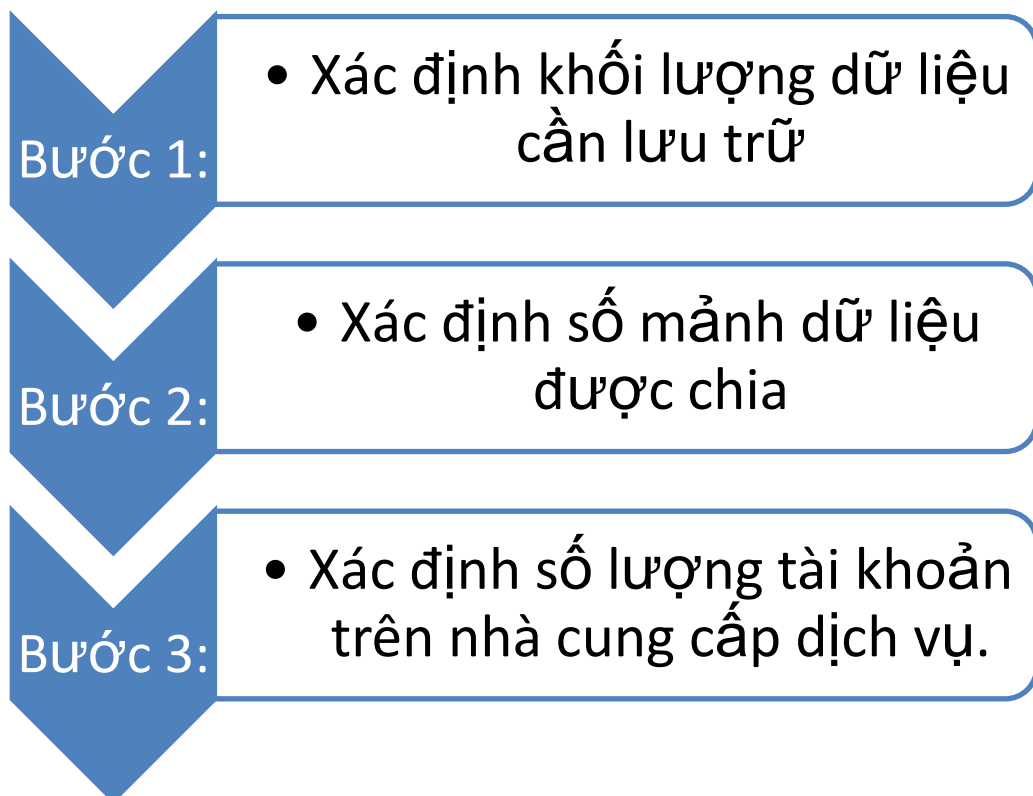 Bước 1:
• Xác định khối lượng dữ liệu
cần lưu trữ
Bước 2:
• Xác định số mảnh dữ liệu
được chia
Bước 3:
• Xác định số lượng tài khoản
trên nhà cung cấp dịch vụ.